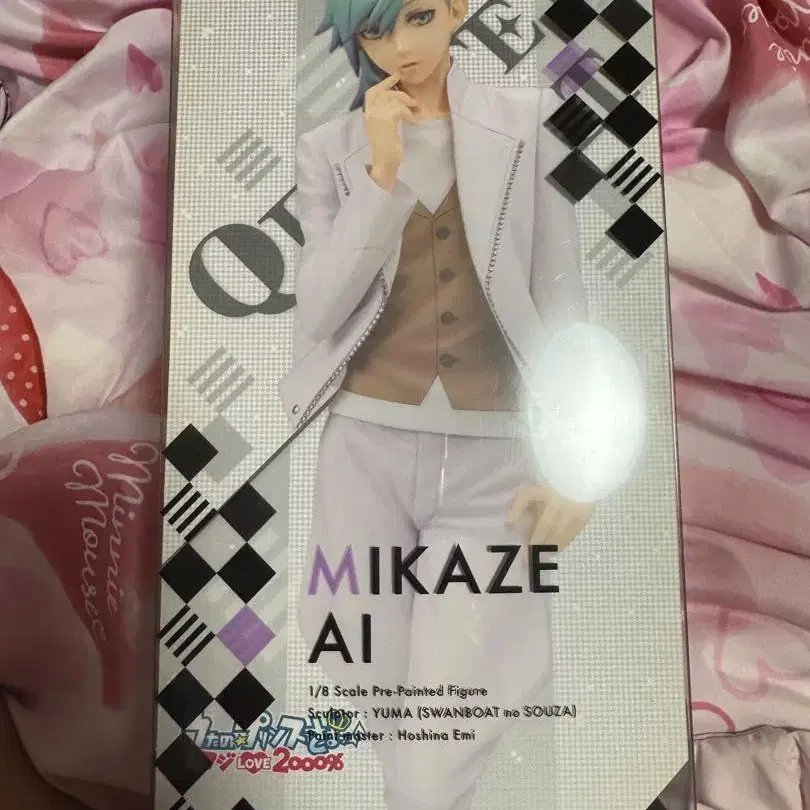 QU
TE
MIKAZE
AI
1/8 Scale Pre-Painted Figure
Sculptor : YUMA (SWANBOAT no SOUZA)
Paint master : Hoshina Emi
うたの☆プリンスさまっ♪
マジLOVE2000%
Minnie
Mouse